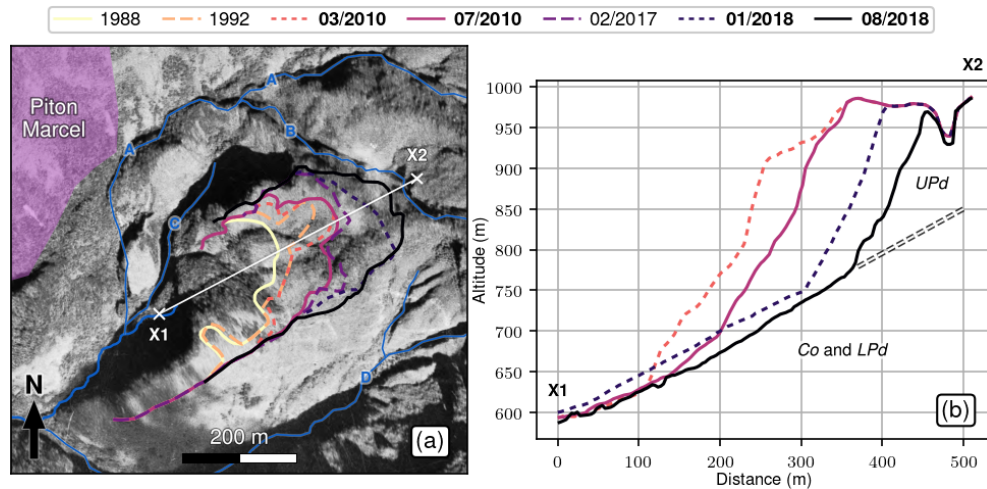 1988 1992 03/2010 07/2010 02/2017 01/2018 08/2018
Piton
Marcel
A
A
B
C
D
X1
X2
N
200 m
(a)
X2
1000
950
900
850
800
750
700
650
600
Altitude (m)
UPd
Co and LPd
X1
(b)
0 100 200 300 400 500
Distance (m)